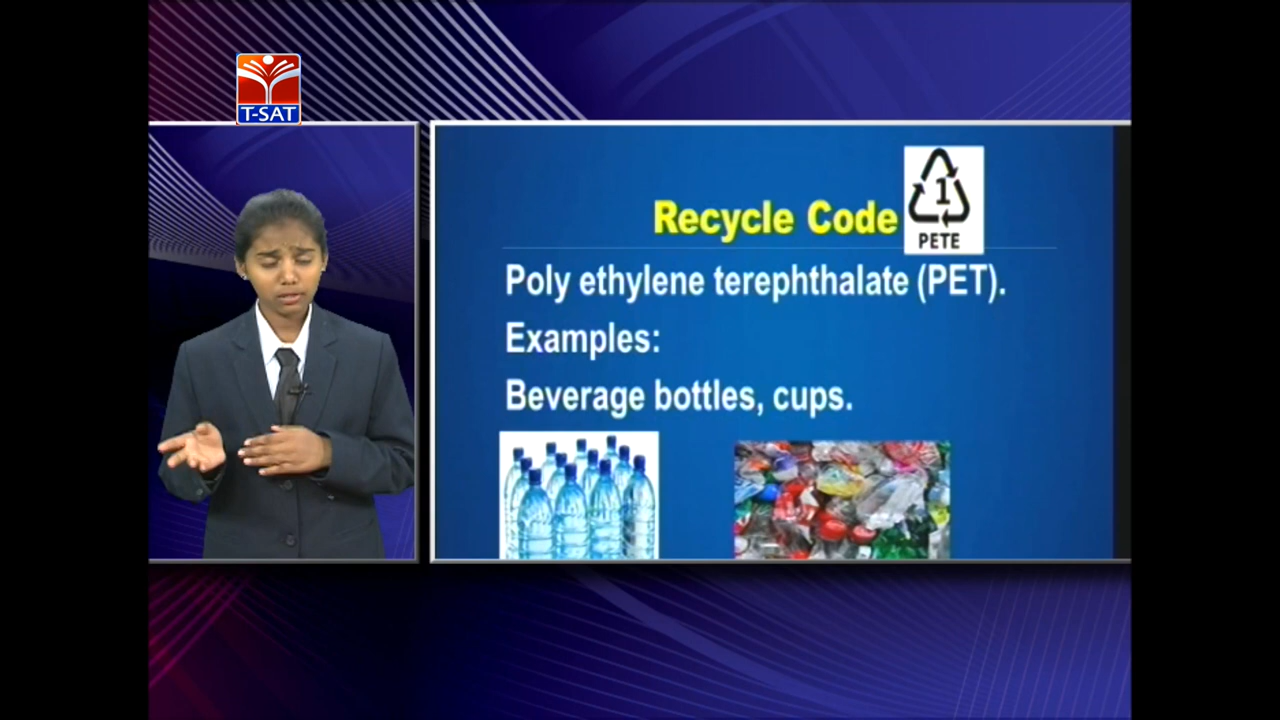 T-SAT
Recycle Code
1
PETE
Poly ethylene terephthalate (PET).
Examples:
Beverage bottles, cups.